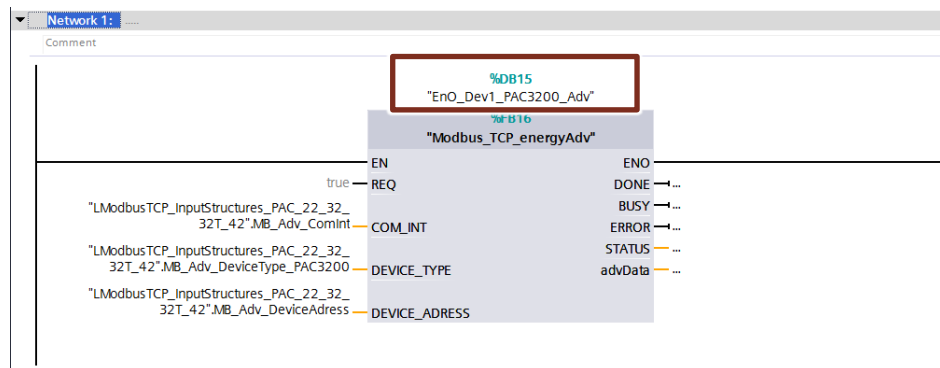 Network 1: .....
Comment
%DB15
"EnO_Dev1_PAC3200_Adv"
%FB16
"Modbus_TCP_energyAdv"
EN ENO
true REQ DONE ...
BUSY ...
"LModbusTCP_InputStructures_PAC_22_32_
32T_42".MB_Adv_ComInt COM_INT ERROR ...
STATUS ...
"LModbusTCP_InputStructures_PAC_22_32_
32T_42".MB_Adv_DeviceType_PAC3200 DEVICE_TYPE advData ...
"LModbusTCP_InputStructures_PAC_22_32_
32T_42".MB_Adv_DeviceAdress DEVICE_ADRESS